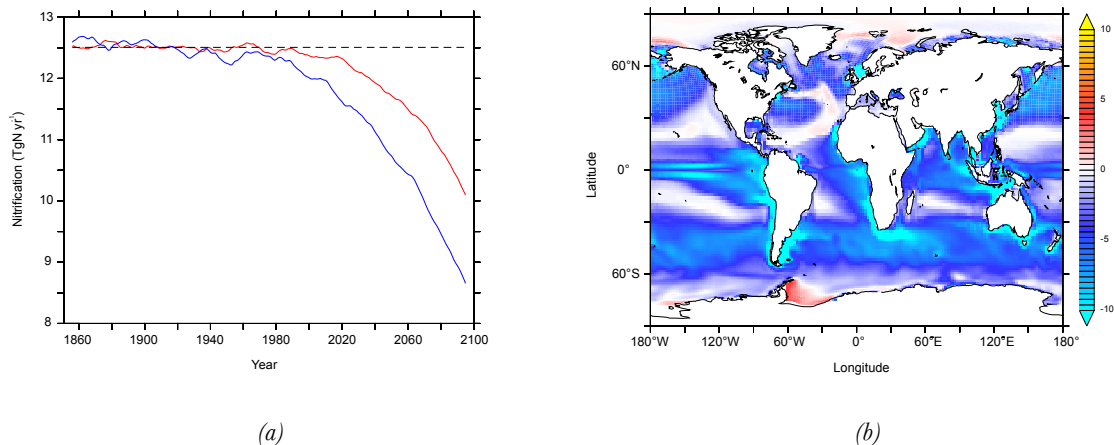 13
12
11
10
9
8
1860 1900 1940 1980 2020 2060 2100
Nitrification (TgN yr⁻¹)
Year
(a)
60°N
0°
60°S
180°W 120°W 60°W 0° 60°E 120°E 180°
Latitude
Longitude
10
5
0
-5
-10
(b)